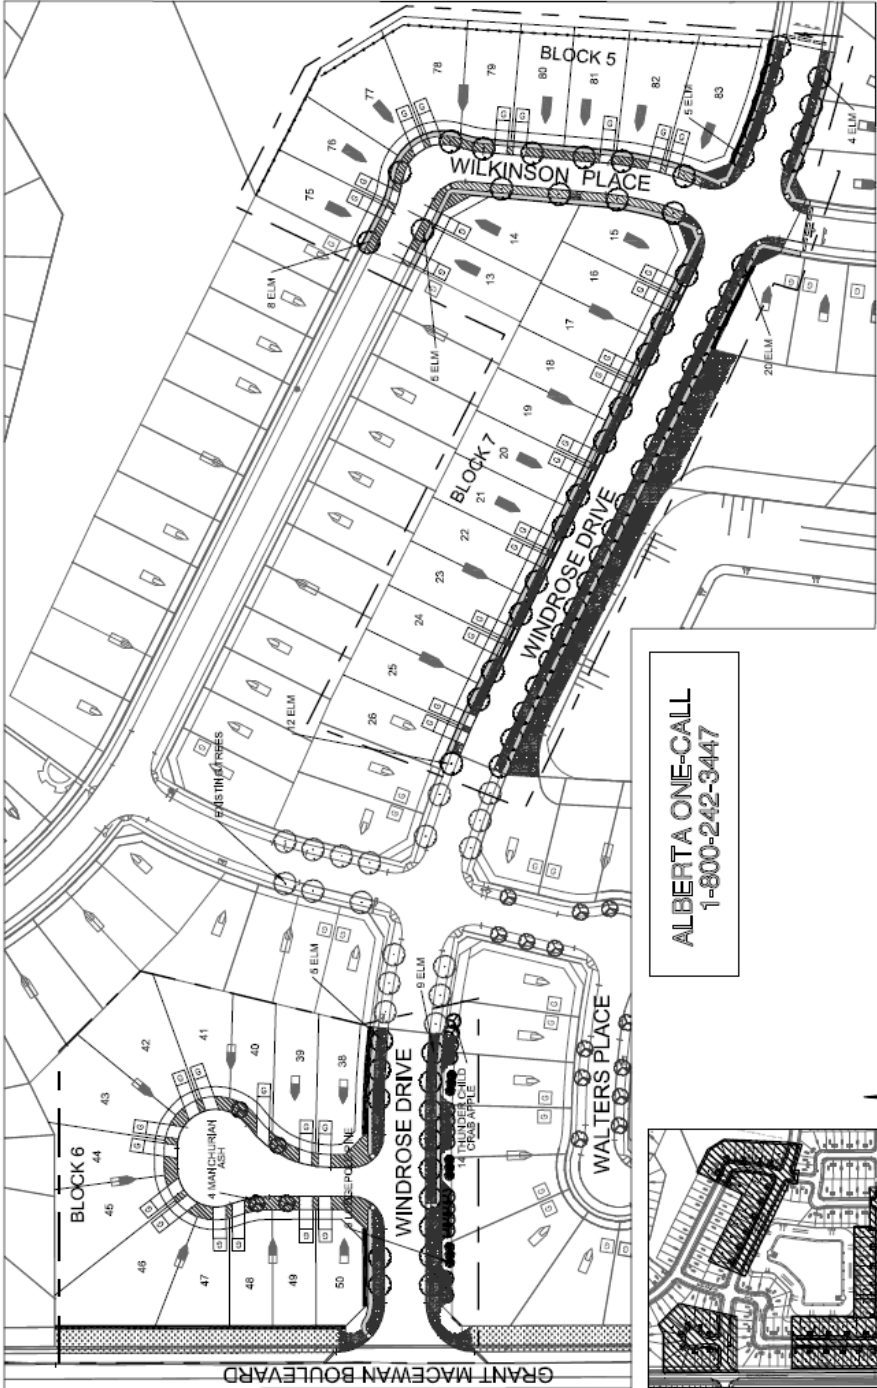 BLOCK 5
83
82
81
80
79
78
77
76
75
5 ELM
4 ELM
WILKINSON PLACE
8 ELM
5 ELM
20 ELM
14
13
15
16
17
18
19
20
21
22
23
24
25
26
BLOCK 7
WINDROSE DRIVE
12 ELM
EXISTING TREES
5 ELM
9 ELM
BLOCK 6
38
39
40
41
42
43
44
45
46
47
48
49
50
4 MANCHURIAN
ASH
WINDROSE DRIVE
14 THUNDER CHILD
CRAB APPLE
WALTERS PLACE
GRANT MACEWAN BOULEVARD
ALBERTA ONE-CALL
1-800-242-3447